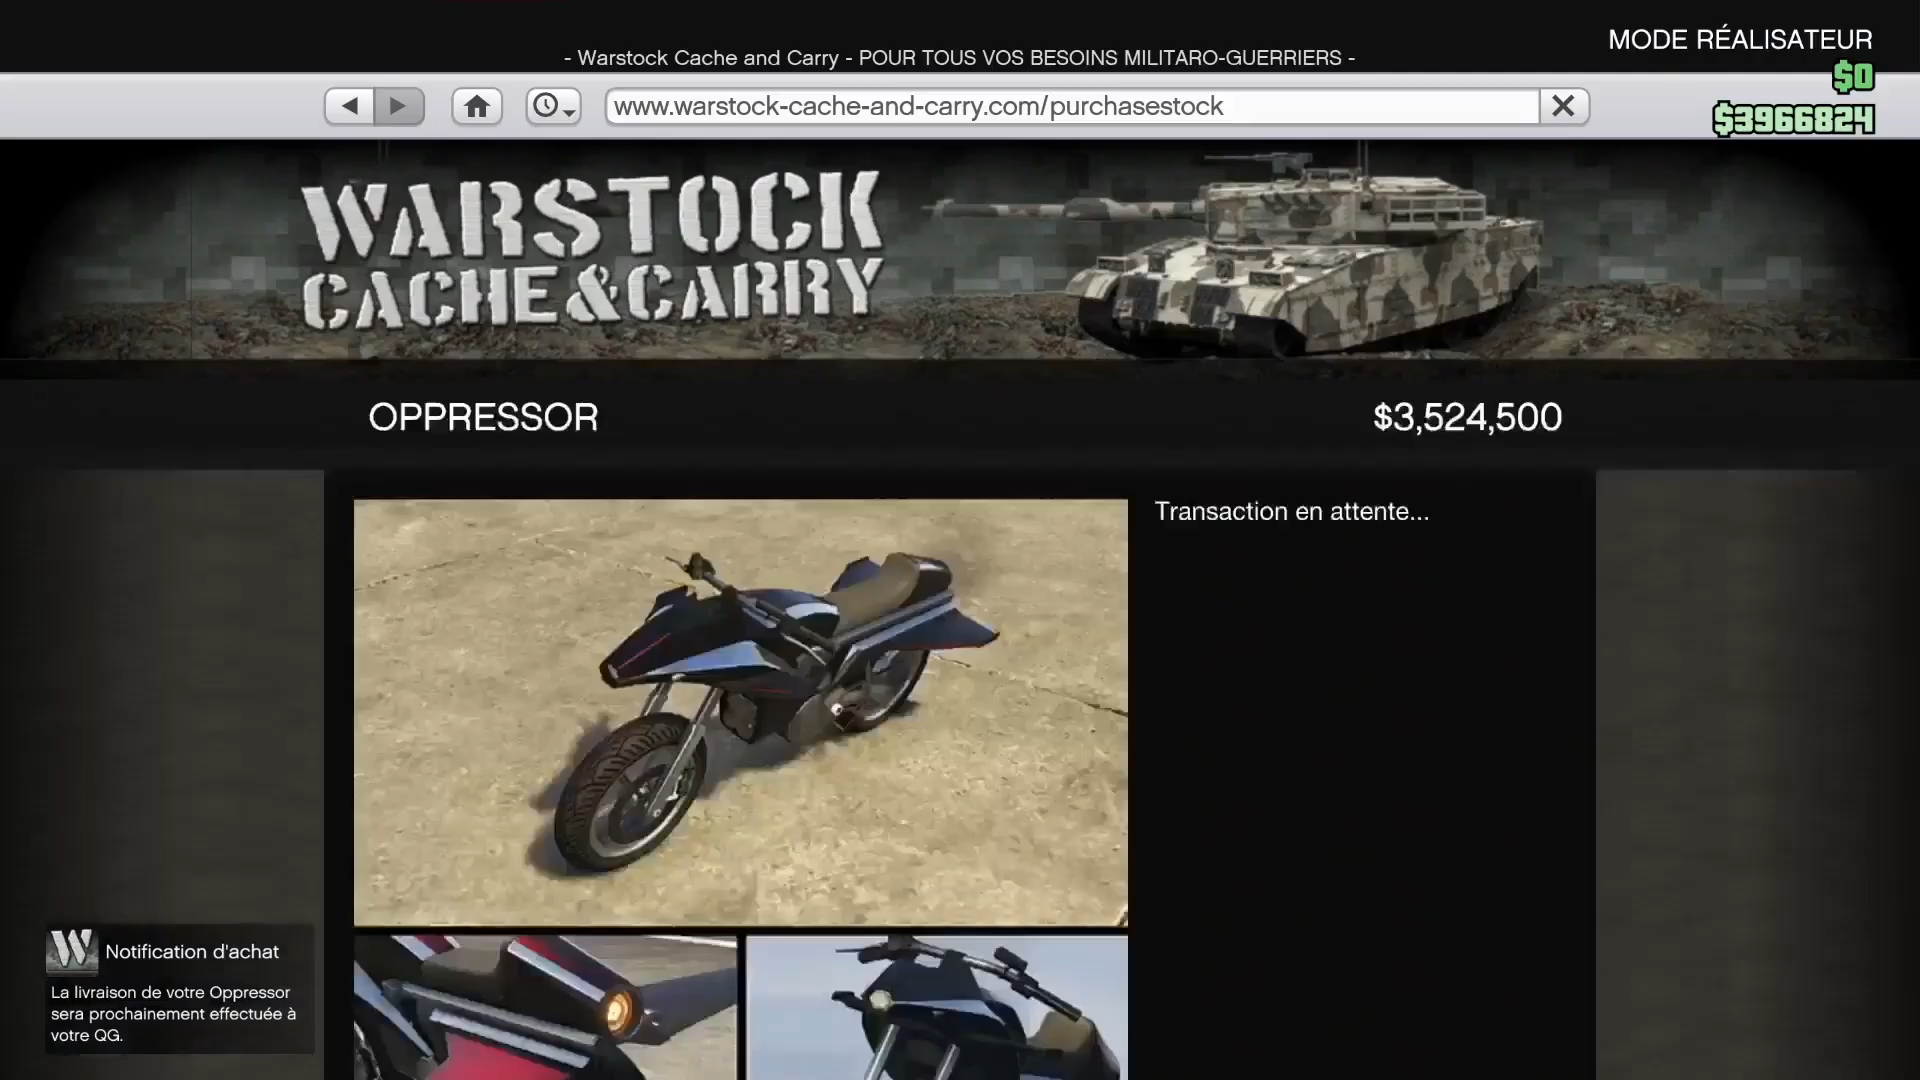 MODE RÉALISATEUR
- Warstock Cache and Carry - POUR TOUS VOS BESOINS MILITARO-GUERRIERS -
$0
www.warstock-cache-and-carry.com/purchasestock
$3966824
WARSTOCK
CACHE&CARRY
OPPRESSOR
$3,524,500
Transaction en attente...
W
Notification d'achat
La livraison de votre Oppressor
sera prochainement effectuée à
votre QG.